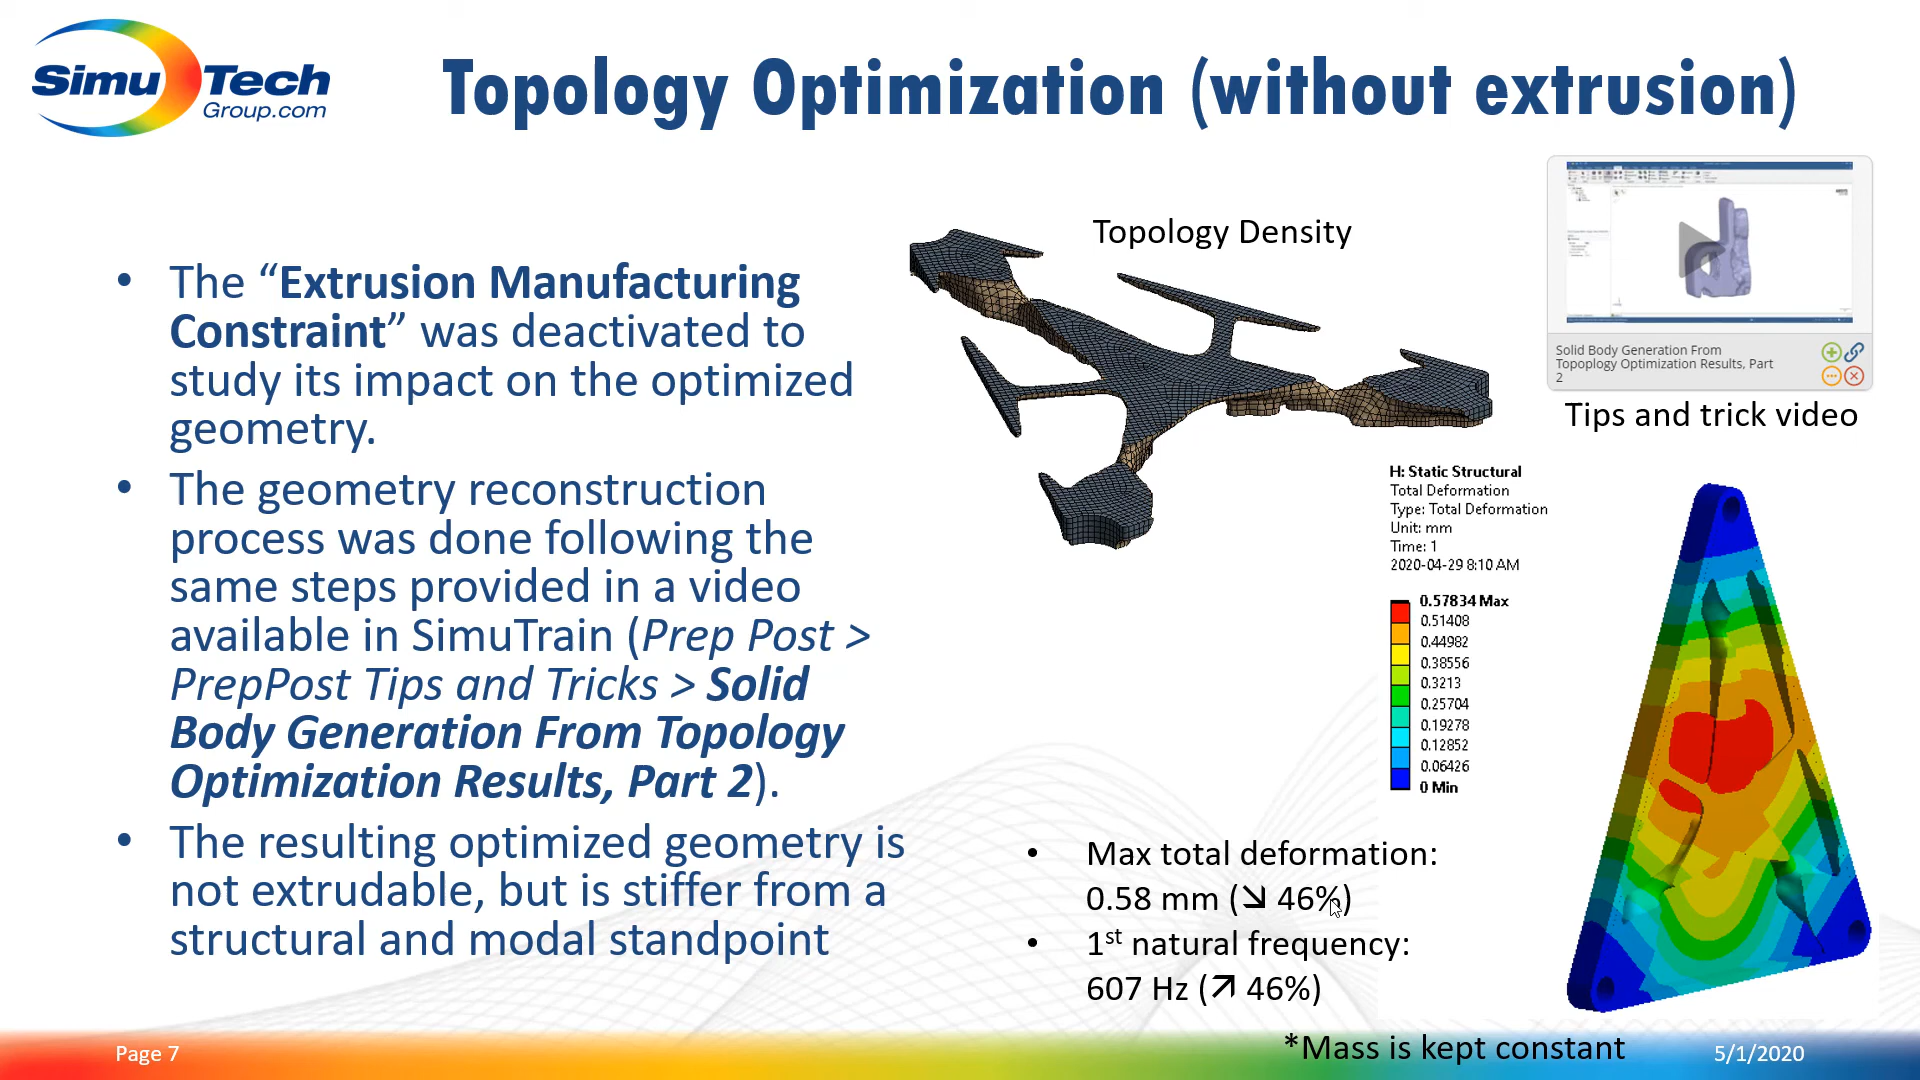 Simu Tech
Group.com
Topology Optimization (without extrusion)
• The “Extrusion Manufacturing
Constraint” was deactivated to
study its impact on the optimized
geometry.
• The geometry reconstruction
process was done following the
same steps provided in a video
available in SimuTrain (Prep Post >
PrepPost Tips and Tricks > Solid
Body Generation From Topology
Optimization Results, Part 2).
• The resulting optimized geometry is
not extrudable, but is stiffer from a
structural and modal standpoint
Topology Density
Solid Body Generation From
Topopology Optimization Results, Part
2
Tips and trick video
H: Static Structural
Total Deformation
Type: Total Deformation
Unit: mm
Time: 1
2020-04-29 8:10 AM
0.57834 Max
0.51408
0.44982
0.38556
0.3213
0.25704
0.19278
0.12852
0.06426
0 Min
• Max total deformation:
0.58 mm (↘ 46%)
• 1st natural frequency:
607 Hz (↗ 46%)
*Mass is kept constant
Page 7
5/1/2020